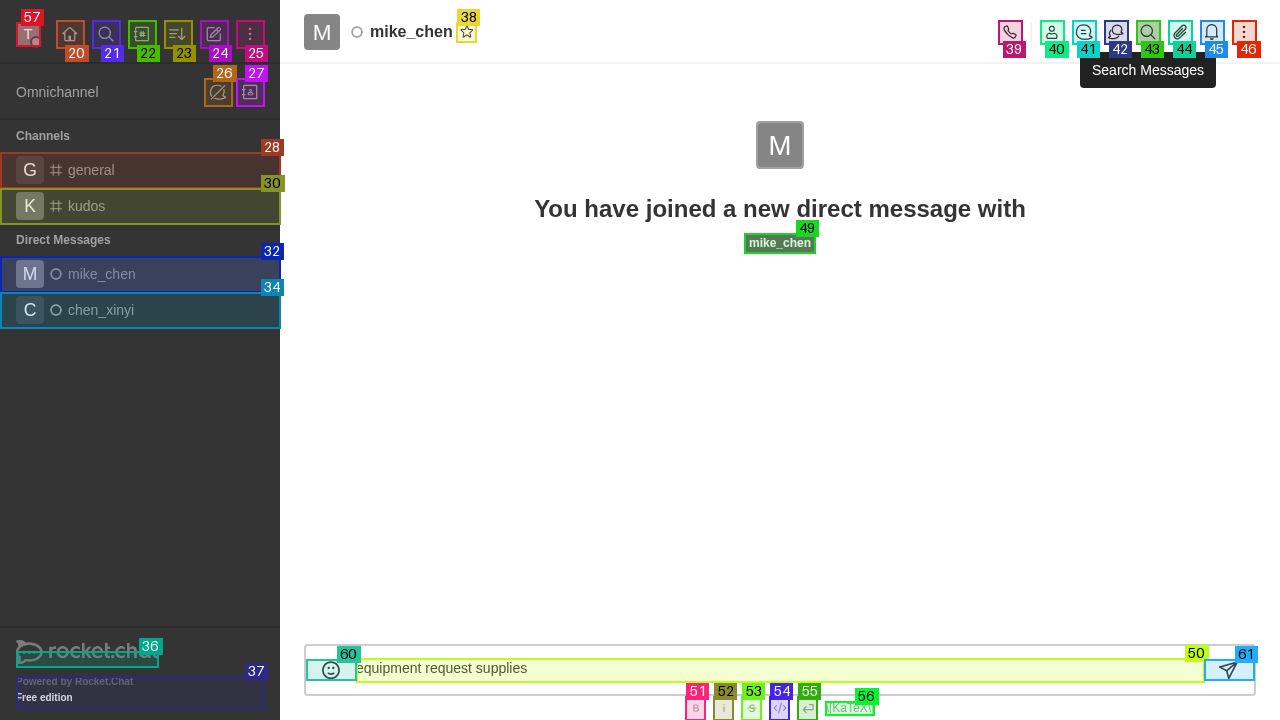 57
T
20
21
22
23
24
25
Omnichannel
26
27
Channels
28
G general
30
K kudos
Direct Messages
32
M mike_chen
34
C chen_xinyi
36
rocket.chat
37
Powered by Rocket.Chat
Free edition
M mike_chen
38
39
40
41
42
43
44
45
46
Search Messages
M
You have joined a new direct message with
49
mike_chen
60
equipment request supplies
50
61
51
52
53
54
55
56
B
i
S
</>
\[KaTeX\]